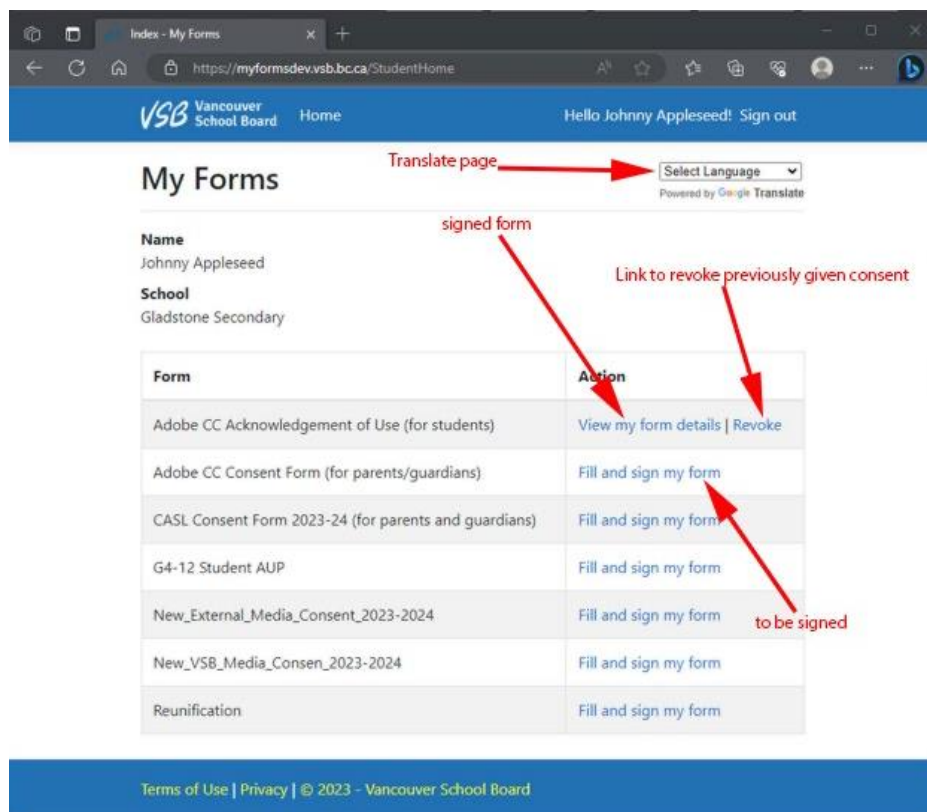 Index - My Forms
https://myformsdev.vsb.bc.ca/StudentHome
VSB Vancouver School Board Home Hello Johnny Appleseed! Sign out
Translate page
My Forms
Select Language
Powered by Google Translate
signed form
Name
Johnny Appleseed
Link to revoke previously given consent
School
Gladstone Secondary
Form Action
Adobe CC Acknowledgement of Use (for students) View my form details | Revoke
Adobe CC Consent Form (for parents/guardians) Fill and sign my form
CASL Consent Form 2023-24 (for parents and guardians) Fill and sign my form
G4-12 Student AUP Fill and sign my form
New_External_Media_Consent_2023-2024 Fill and sign my form
to be signed
New_VSB_Media_Consen_2023-2024 Fill and sign my form
Reunification Fill and sign my form
Terms of Use | Privacy | © 2023 - Vancouver School Board